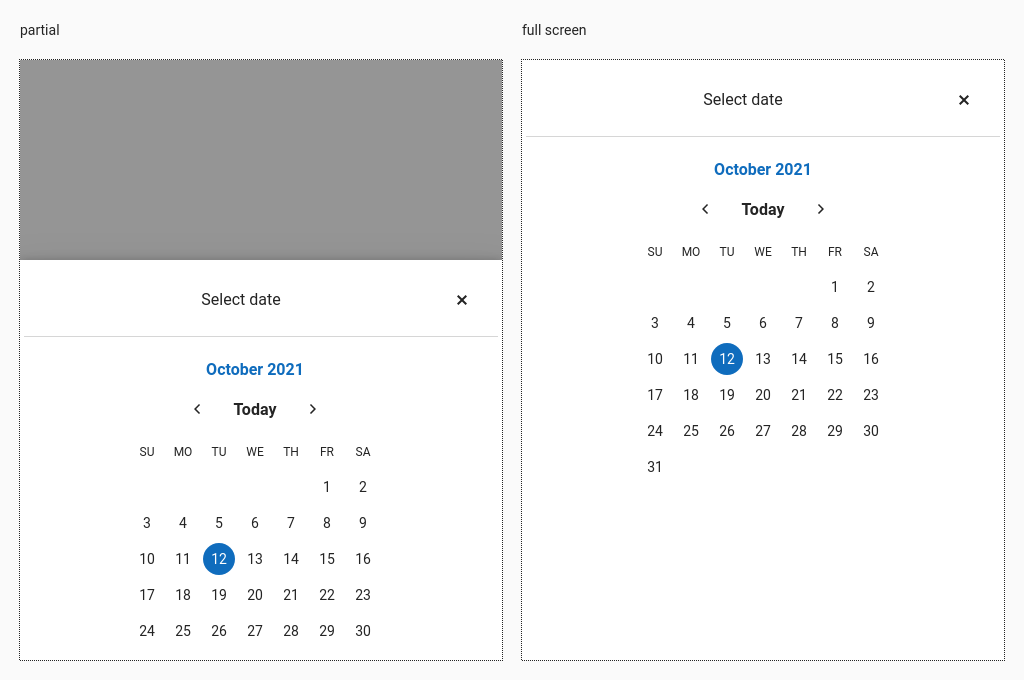 partial
Select date ×
October 2021
Today
SU MO TU WE TH FR SA
1 2
3 4 5 6 7 8 9
10 11 12 13 14 15 16
17 18 19 20 21 22 23
24 25 26 27 28 29 30
full screen
Select date ×
October 2021
Today
SU MO TU WE TH FR SA
1 2
3 4 5 6 7 8 9
10 11 12 13 14 15 16
17 18 19 20 21 22 23
24 25 26 27 28 29 30
31